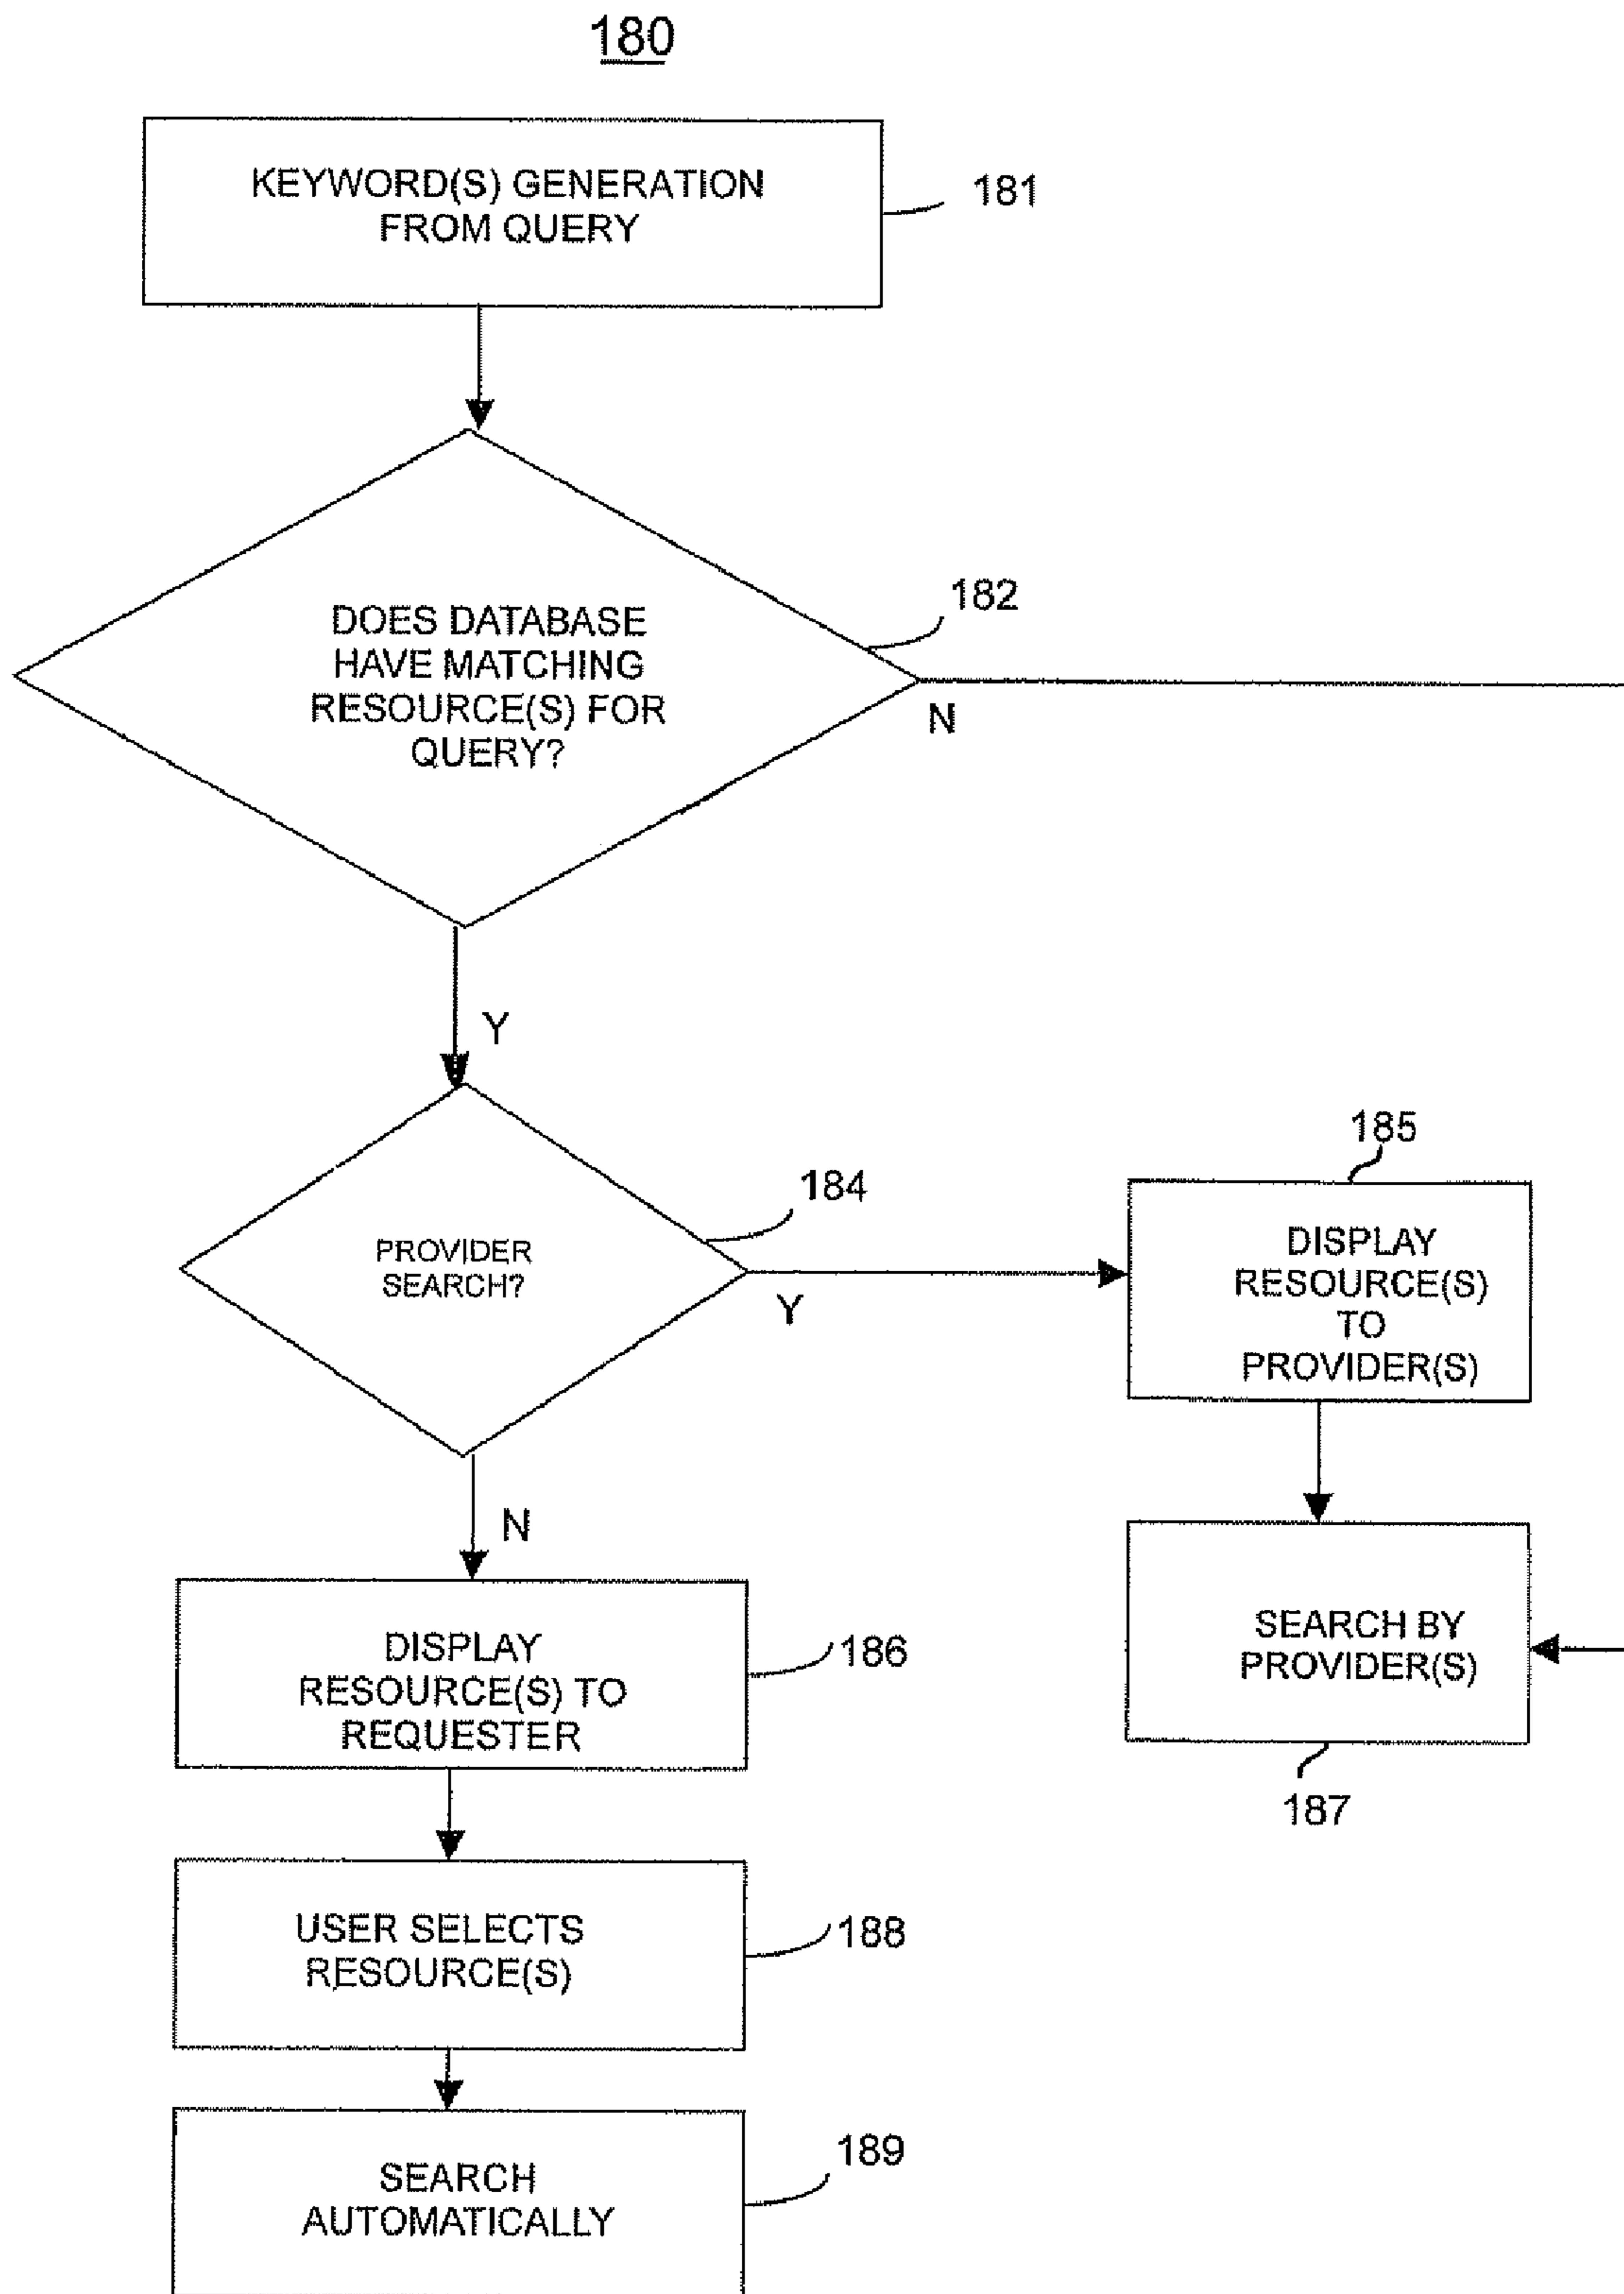 180
KEYWORD(S) GENERATION
FROM QUERY
181
DOES DATABASE
HAVE MATCHING
RESOURCE(S) FOR
QUERY?
182
N
Y
PROVIDER
SEARCH?
184
Y
185
DISPLAY
RESOURCE(S)
TO
PROVIDER(S)
N
DISPLAY
RESOURCE(S) TO
REQUESTER
186
SEARCH BY
PROVIDER(S)
187
USER SELECTS
RESOURCE(S)
188
SEARCH
AUTOMATICALLY
189